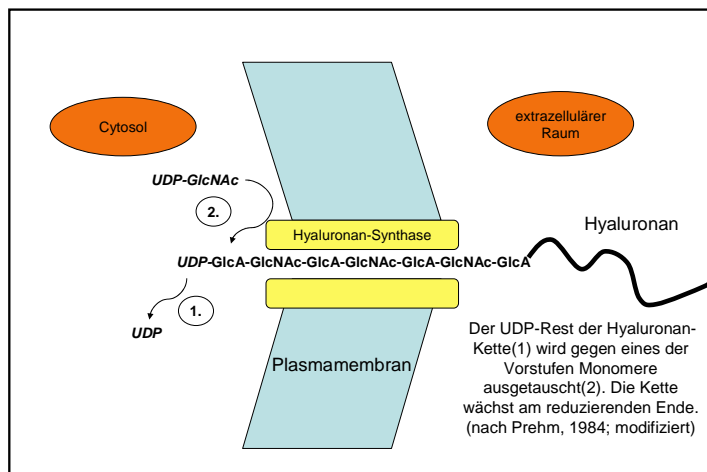 Cytosol
extrazellulärer
Raum
UDP-GlcNAc
2.
Hyaluronan-Synthase
Hyaluronan
UDP-GlcA-GlcNAc-GlcA-GlcNAc-GlcA-GlcNAc-GlcA
1.
UDP
Plasmamembran
Der UDP-Rest der Hyaluronan-
Kette(1) wird gegen eines der
Vorstufen Monomere
ausgetauscht(2). Die Kette
wächst am reduzierenden Ende.
(nach Prehm, 1984; modifiziert)